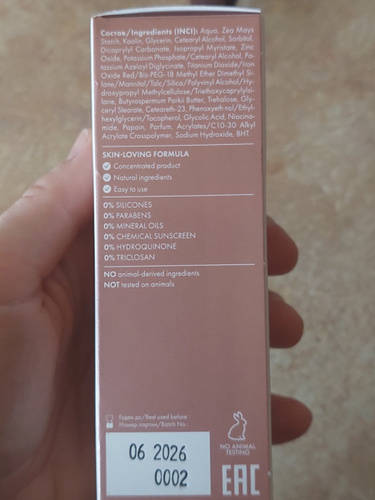 Состав/Ingredients (INCI): Aqua, Zea Mays
Starch, Kaolin, Glycerin, Cetearyl Alcohol, Sorbitol,
Dicaprylyl Carbonate, Isopropyl Myristate, Zinc
Oxide, Potassium Phosphate/Cetearyl Alcohol, Po-
tassium Azeloyl Diglycinate, Titanium Dioxide/Iron
Oxide Red/Bis-PEG-18 Methyl Ether Dimethyl Si-
lane/Mannitol/Talc/Silica/Polyvinyl Alcohol/Hy-
droxypropyl Methylcellulose/Triethoxycaprylylsi-
lane, Butyrospermum Parkii Butter, Trehalose, Gly-
ceryl Stearate, Ceteareth-23, Phenoxyethanol/Ethyl-
hexylglycerin/Tocopherol, Glycolic Acid, Niacina-
mide, Papain, Parfum, Acrylates/C10-30 Alkyl
Acrylate Crosspolymer, Sodium Hydroxide, BHT
SKIN-LOVING FORMULA
Concentrated product
Natural ingredients
Easy to use
0% SILICONES
0% PARABENS
0% MINERAL OILS
0% CHEMICAL SUNSCREEN
0% HYDROQUINONE
0% TRICLOSAN
NO animal-derived ingredients
NOT tested on animals
Годен до/Best used before :
Номер партии/Batch No :
06 2026
0002
NO ANIMAL
TESTING
EAC